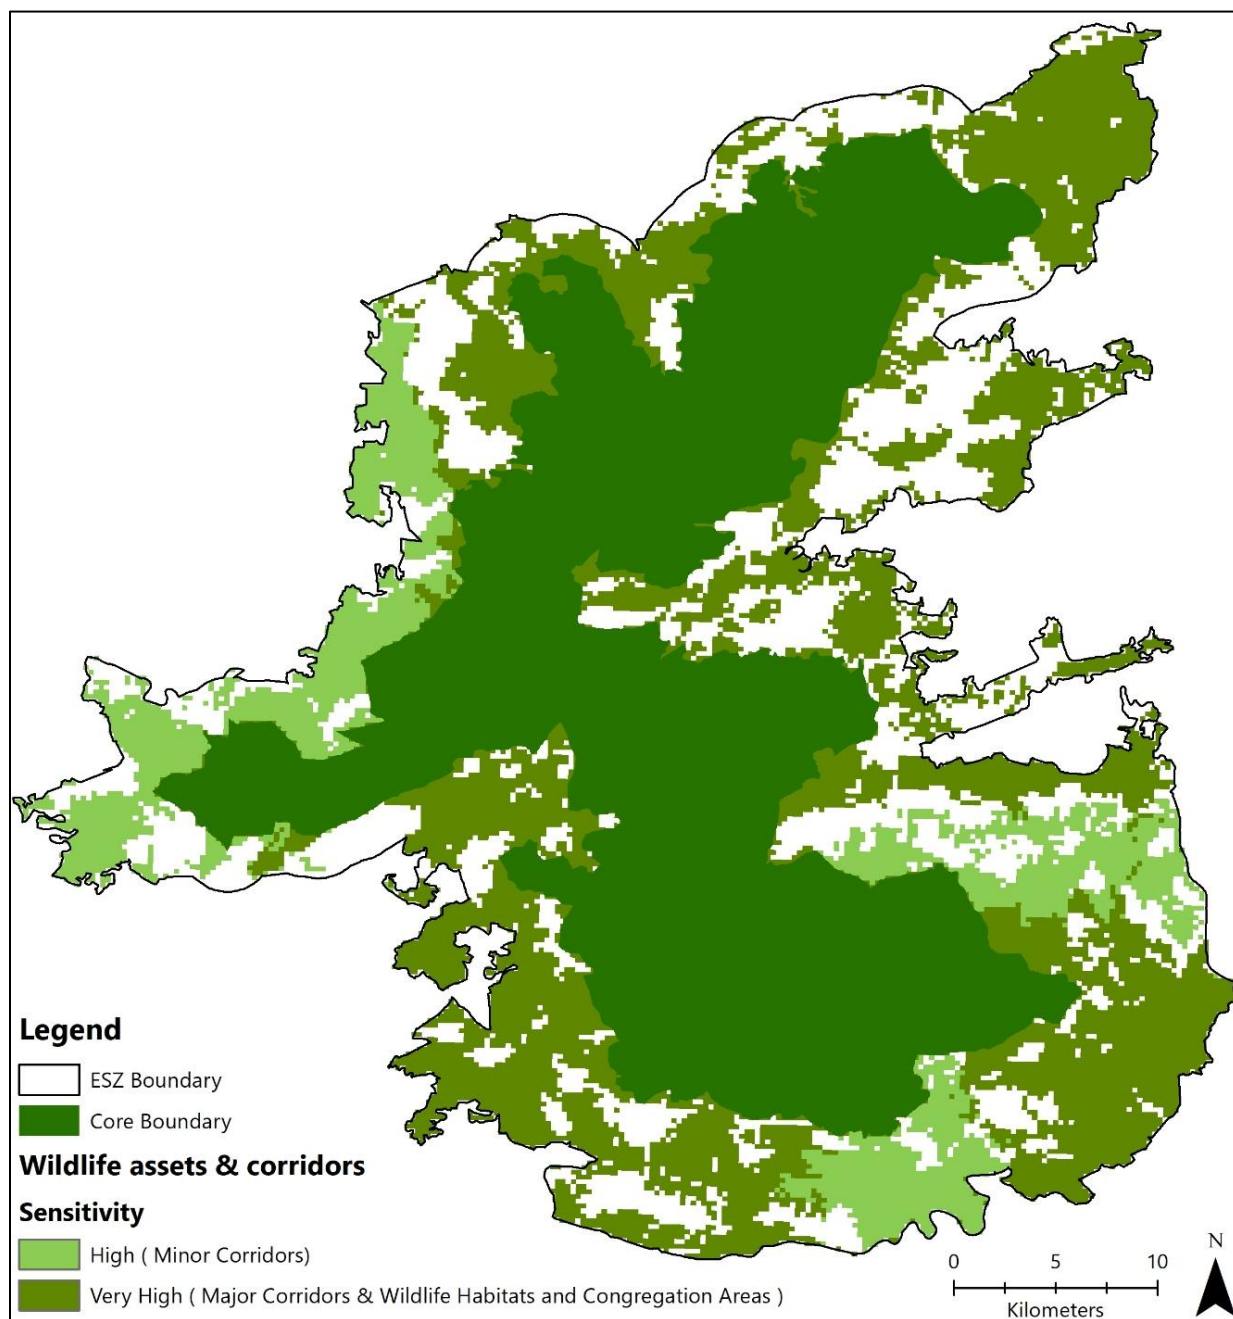 Legend
ESZ Boundary
Core Boundary
Wildlife assets & corridors
Sensitivity
High ( Minor Corridors)
Very High ( Major Corridors & Wildlife Habitats and Congregation Areas )
0 5 10
Kilometers
N